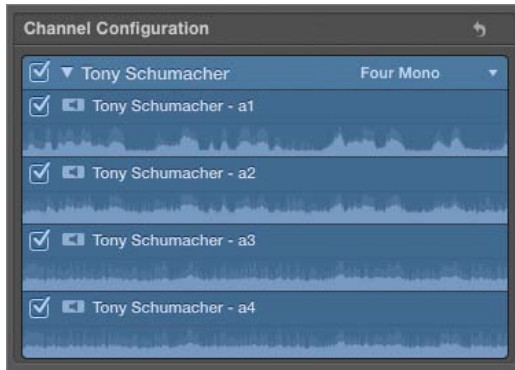 Channel Configuration
Tony Schumacher Four Mono
Tony Schumacher - a1
Tony Schumacher - a2
Tony Schumacher - a3
Tony Schumacher - a4